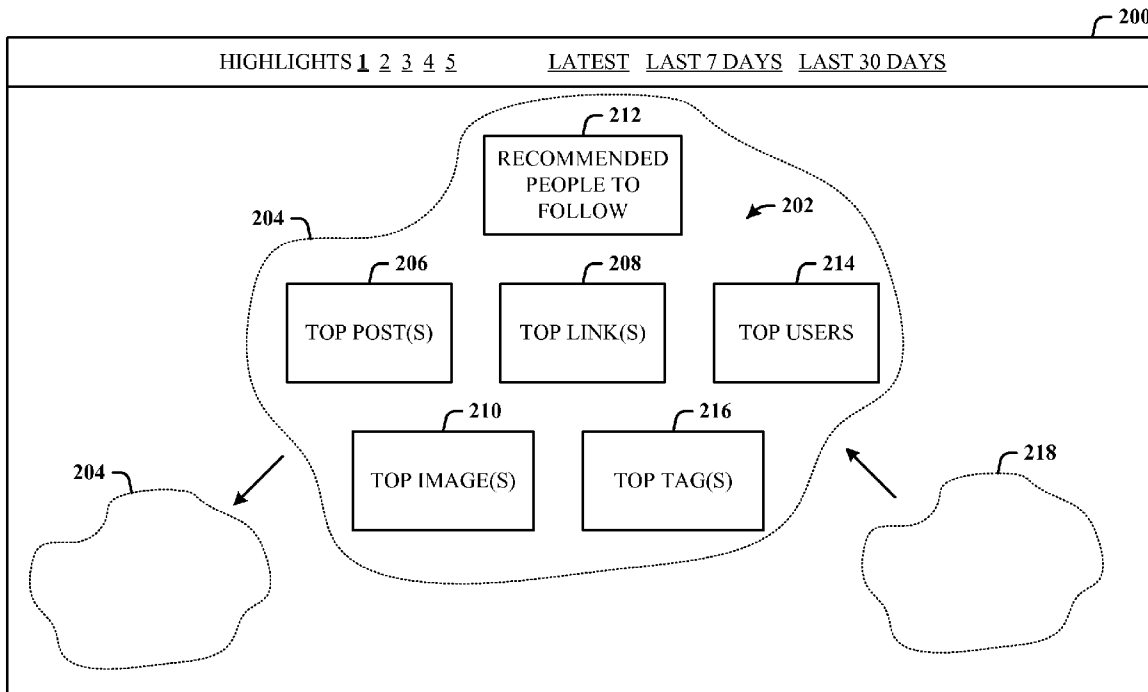 200
HIGHLIGHTS 1 2 3 4 5 LATEST LAST 7 DAYS LAST 30 DAYS
212
RECOMMENDED
PEOPLE TO
FOLLOW
202
204
206
208
214
TOP POST(S)
TOP LINK(S)
TOP USERS
210
216
TOP IMAGE(S)
TOP TAG(S)
204
218